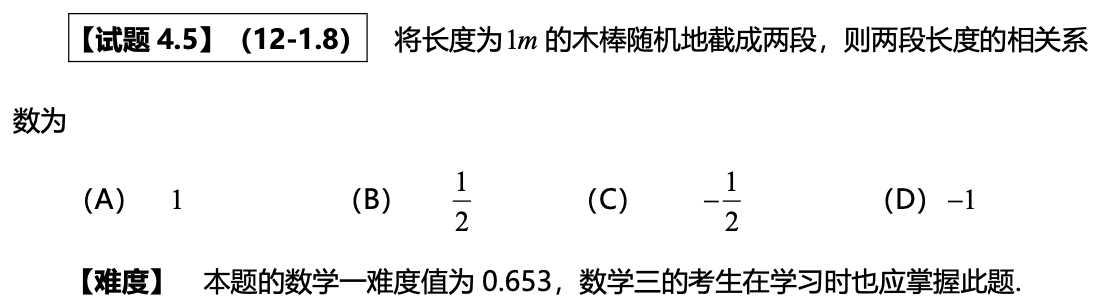 【试题 4.5】 (12-1.8) 将长度为1m 的木棒随机地截成两段，则两段长度的相关系
数为
(A) 1 (B) 1/2 (C) -1/2 (D) -1
【难度】 本题的数学一难度值为 0.653，数学三的考生在学习时也应掌握此题.